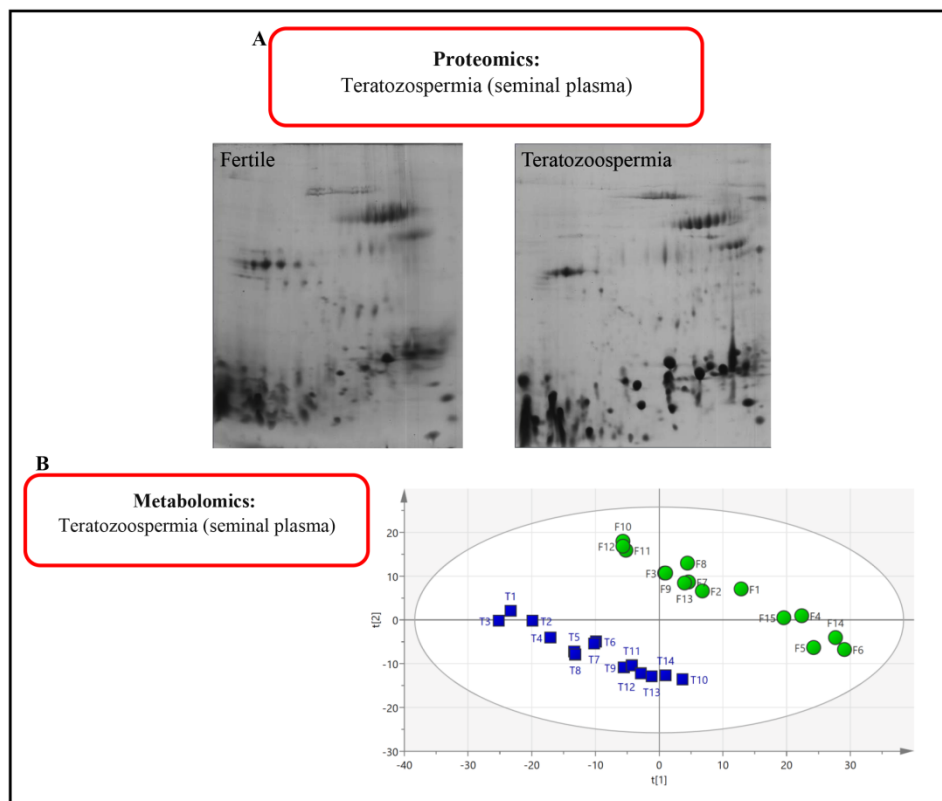 A
Proteomics:
Teratozospermia (seminal plasma)
Fertile
Teratozoospermia
B
Metabolomics:
Teratozoospermia (seminal plasma)
20
10
0
-10
-20
-30
t[2]
F10
F12
F11
F3
F8
F9
F7
F13
F2
F1
F15
F4
F14
F5
F6
T1
T3
T2
T4
T5
T6
T7
T8
T11
T14
T9
T10
T12
T13
-40
-30
-20
-10
0
10
20
30
t[1]